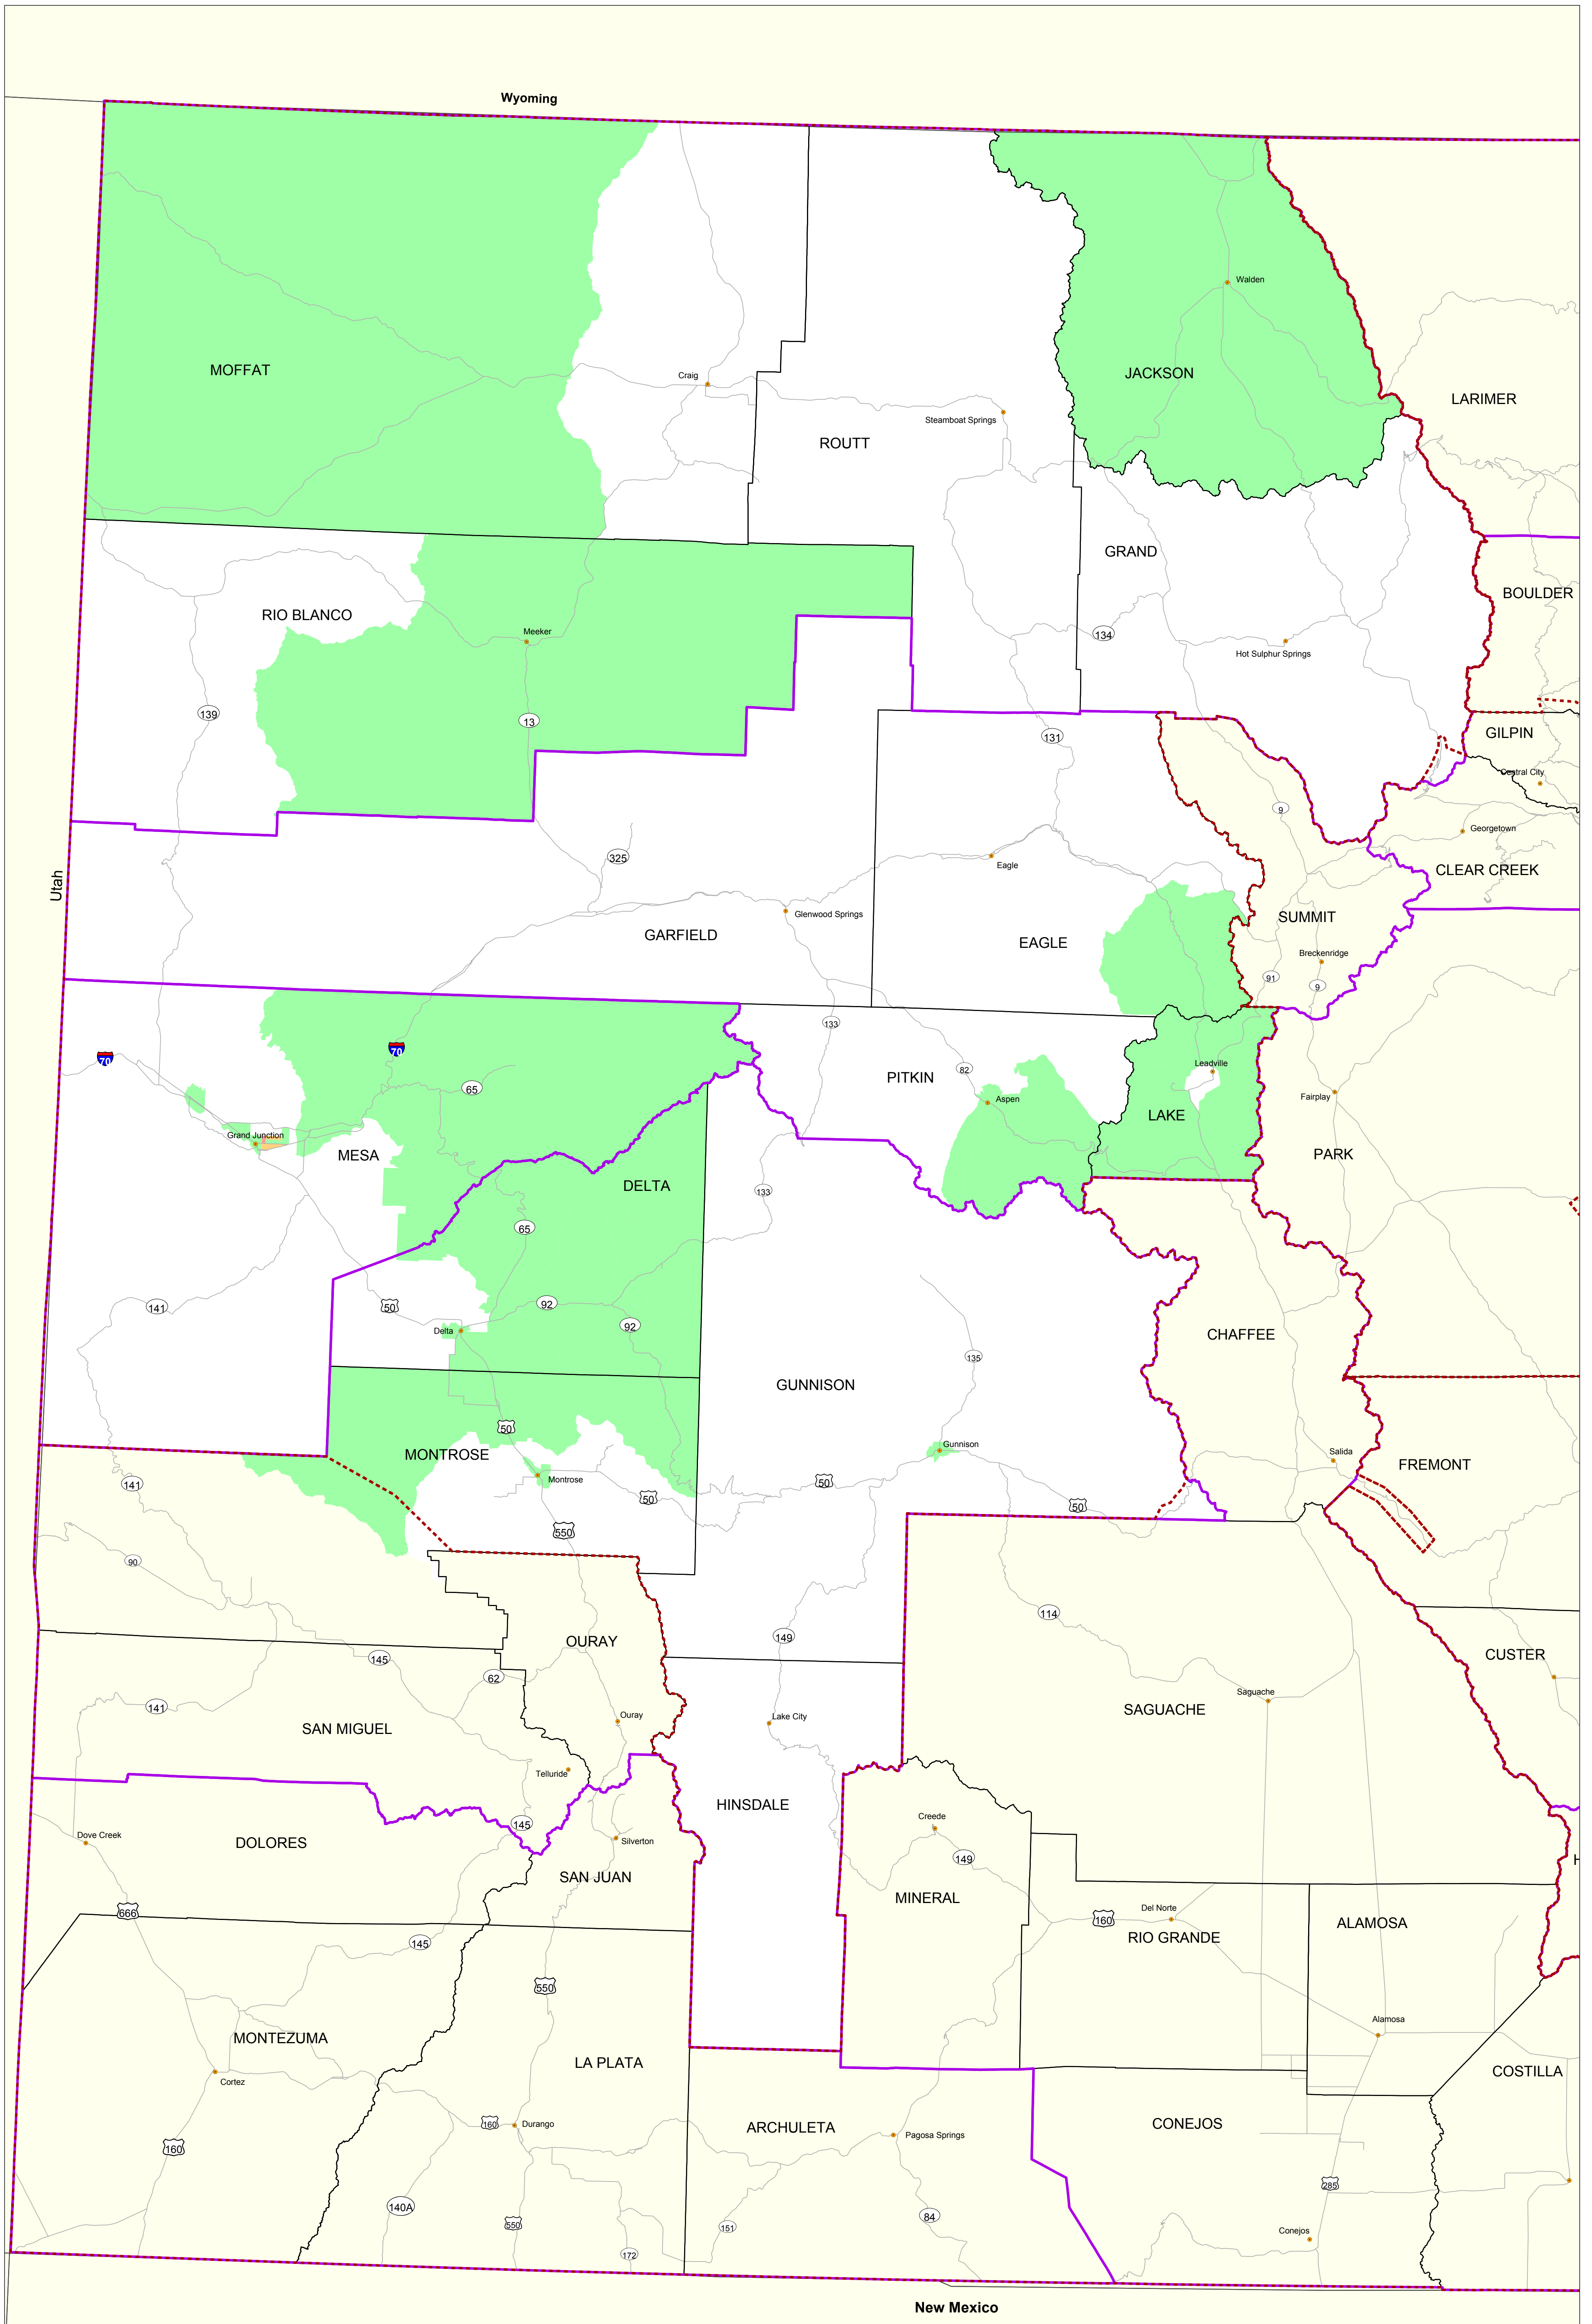 Wyoming
Walden
MOFFAT
JACKSON
Craig
LARIMER
Steamboat Springs
ROUTT
GRAND
BOULDER
RIO BLANCO
Meeker
134
Hot Sulphur Springs
139
13
131
GILPIN
Central City
9
Georgetown
325
Eagle
CLEAR CREEK
Utah
Glenwood Springs
SUMMIT
GARFIELD
EAGLE
Breckenridge
91
9
133
70
70
Leadville
82
PITKIN
65
Aspen
Fairplay
LAKE
Grand Junction
MESA
PARK
DELTA
133
65
141
50
92
92
Delta
CHAFFEE
135
GUNNISON
50
Gunnison
MONTROSE
Salida
FREMONT
Montrose
141
50
50
50
550
90
114
149
OURAY
145
62
CUSTER
Saguache
141
SAGUACHE
Ouray
Lake City
SAN MIGUEL
Telluride
HINSDALE
Creede
145
Dove Creek
Silverton
DOLORES
149
H
SAN JUAN
MINERAL
Del Norte
666
160
ALAMOSA
RIO GRANDE
145
550
Alamosa
MONTEZUMA
LA PLATA
COSTILLA
Cortez
160
Durango
ARCHULETA
CONEJOS
Pagosa Springs
160
285
140A
84
550
151
Conejos
172
New Mexico